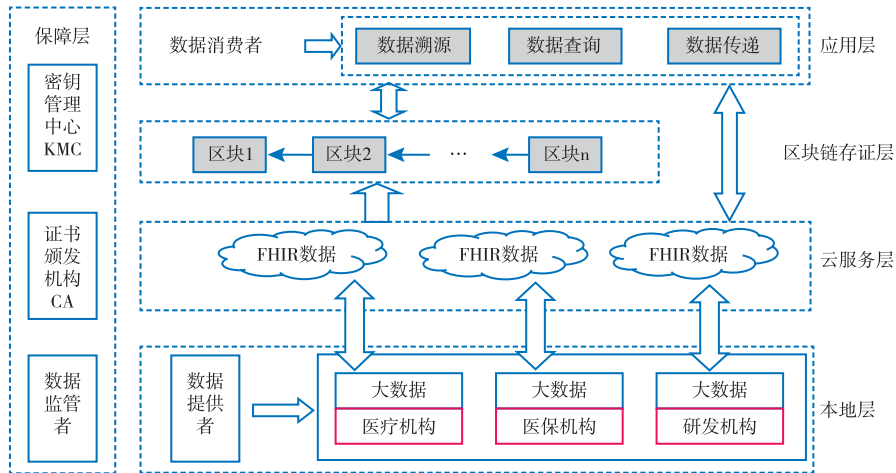 保障层
密钥
管理
中心
KMC
证书
颁发
机构
CA
数据
监管
者
数据消费者
数据溯源
数据查询
数据传递
应用层
区块1
区块2
...
区块n
区块链存证层
FHIR数据
FHIR数据
FHIR数据
云服务层
数据
提供
者
大数据
医疗机构
大数据
医保机构
大数据
研发机构
本地层